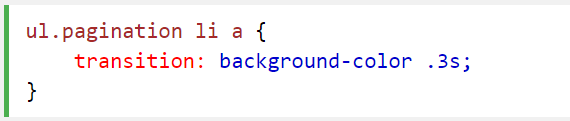 ul.pagination li a {
    transition: background-color .3s;
}